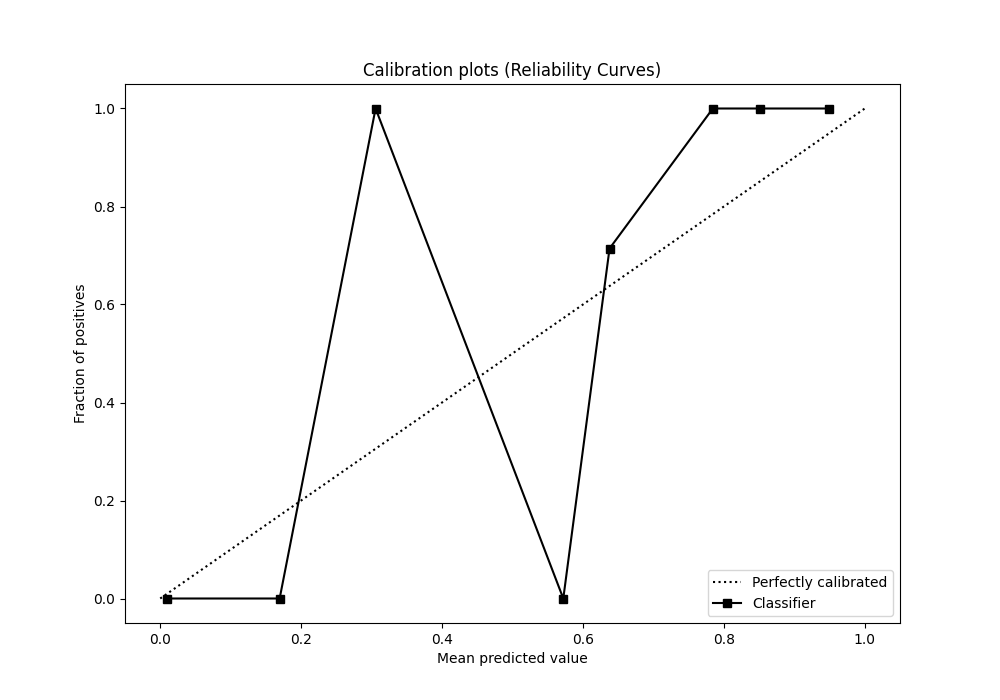 Calibration plots (Reliability Curves)
Fraction of positives
1.0
0.8
0.6
0.4
0.2
0.0
Perfectly calibrated
Classifier
0.0 0.2 0.4 0.6 0.8 1.0
Mean predicted value